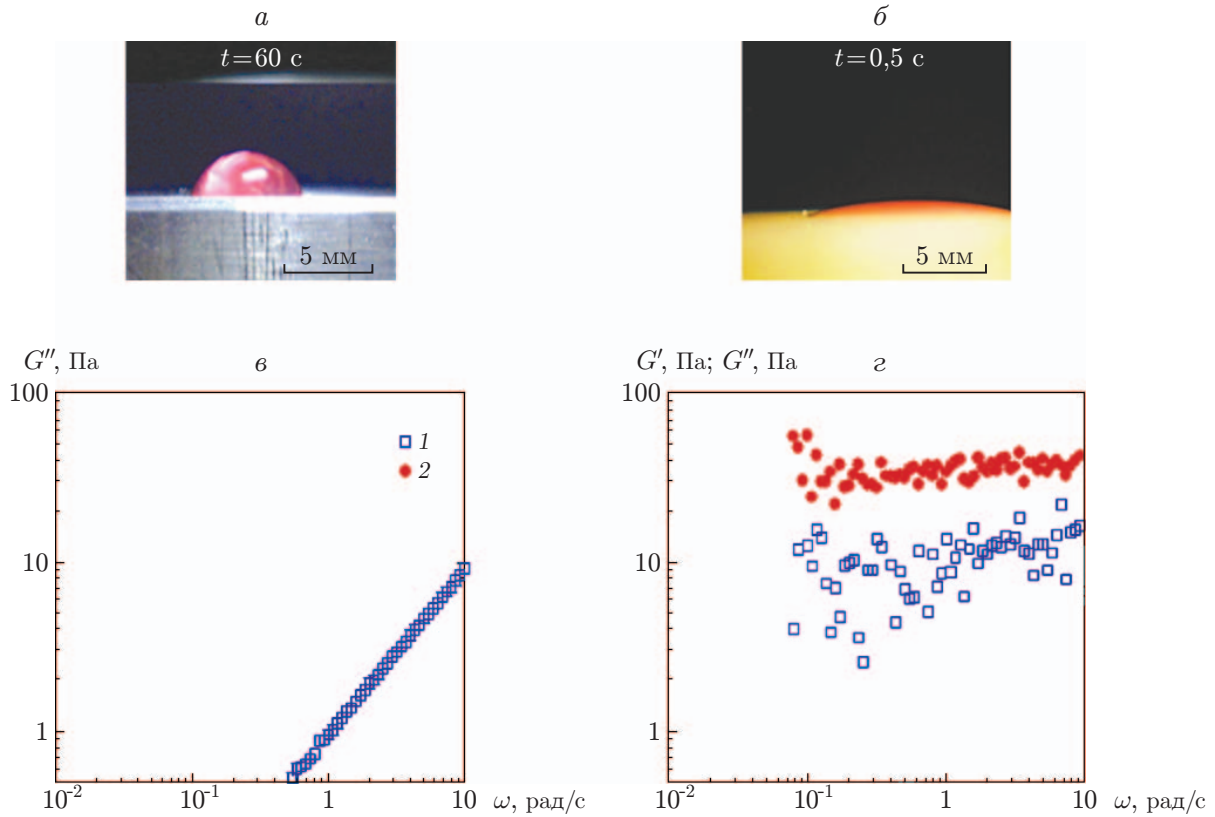 а
б
t=60 с
t=0,5 с
5 мм
5 мм
G″, Па
в
G′, Па; G″, Па
г
100
10
1
10⁻²
10⁻¹
1
10
ω, рад/с
1
2
100
10
1
10⁻²
10⁻¹
1
10
ω, рад/с